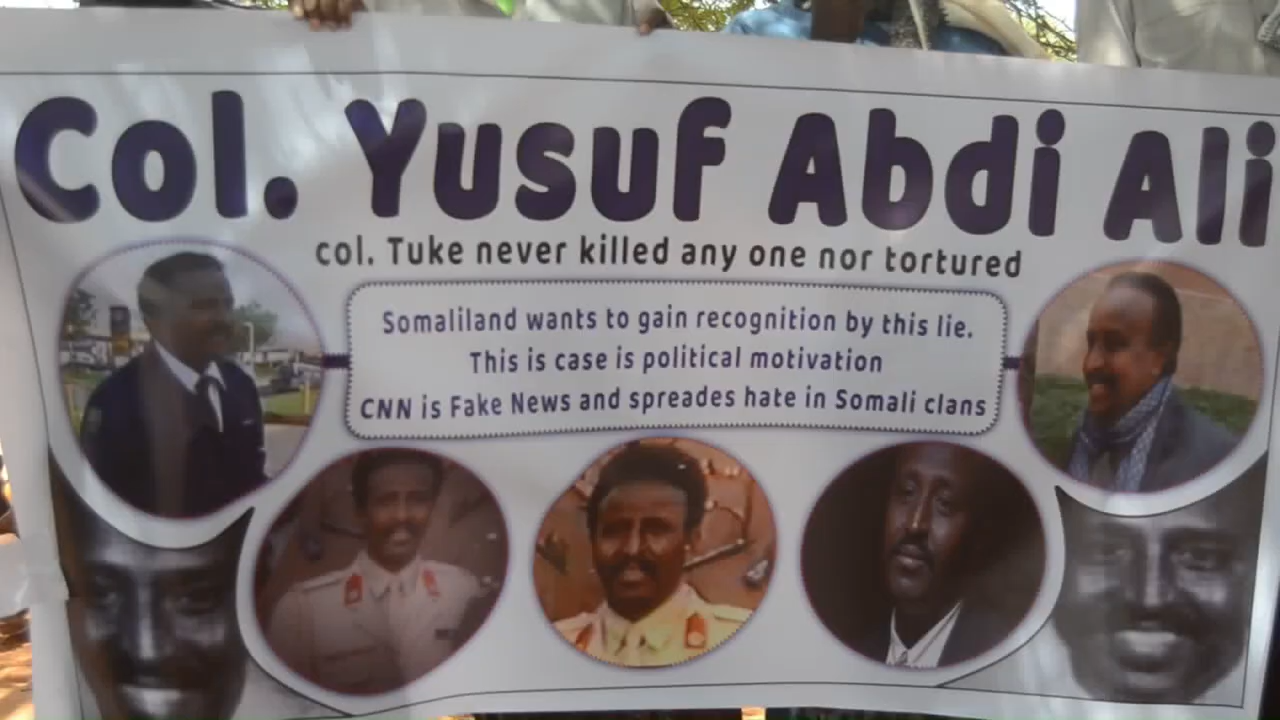 Col. Yusuf Abdi Ali
col. Tuke never killed any one nor tortured
Somaliland wants to gain recognition by this lie.
This is case is political motivation
CNN is Fake News and spreades hate in Somali clans